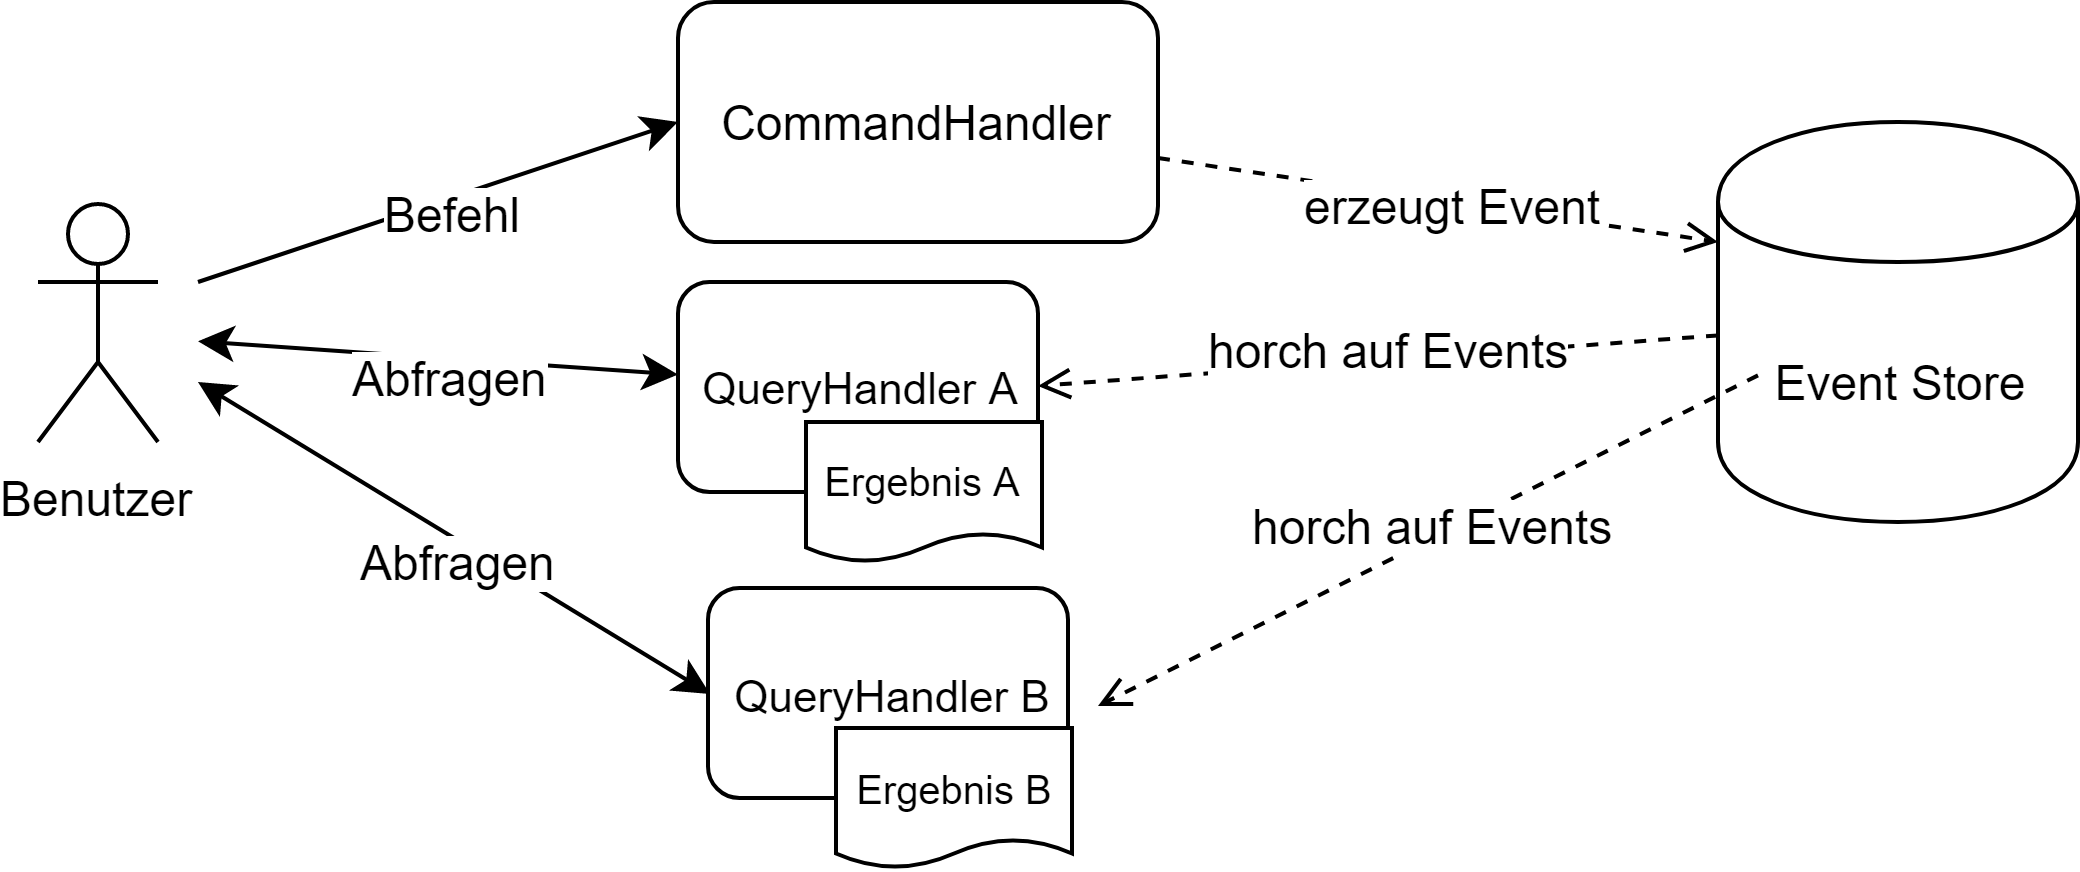 CommandHandler
Befehl
erzeugt Event
horch auf Events
Abfragen
QueryHandler A
Event Store
Ergebnis A
Benutzer
horch auf Events
Abfragen
QueryHandler B
Ergebnis B